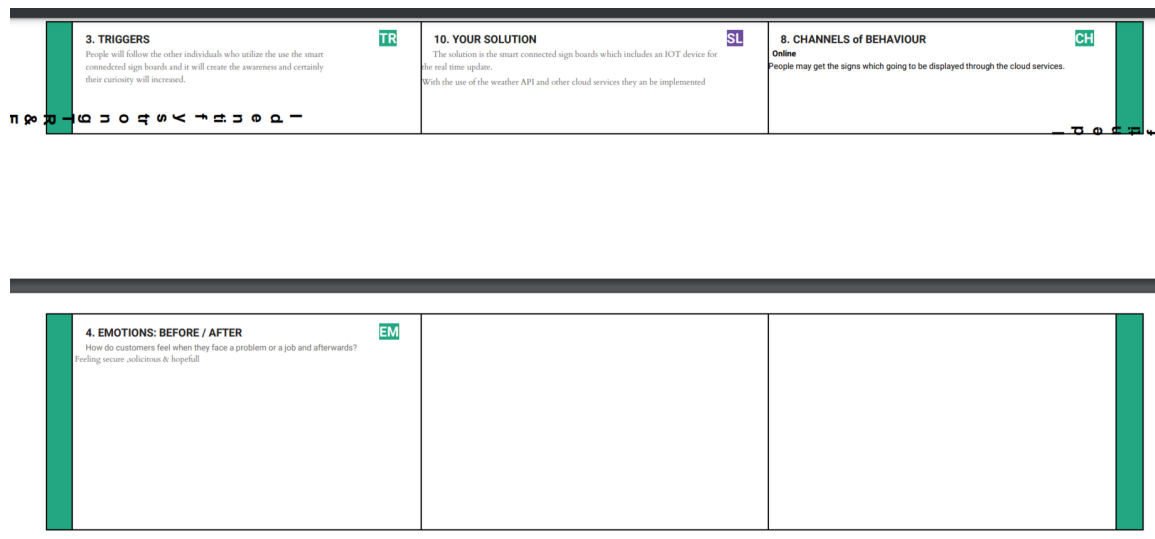 3. TRIGGERS
TR
People will follow the other individuals who utilize the use the smart
connedcted sign boards and it will create the awareness and certainly
their curiosity will increased.
10. YOUR SOLUTION
SL
The solution is the smart connected sign boards which includes an IOT device for
the real time update.
With the use of the weather API and other cloud services they an be implemented
8. CHANNELS of BEHAVIOUR
CH
Online
People may get the signs which going to be displayed through the cloud services.
Identify strong TR &
Identif
4. EMOTIONS: BEFORE / AFTER
EM
How do customers feel when they face a problem or a job and afterwards?
Feeling secure ,solicitous & hopefull